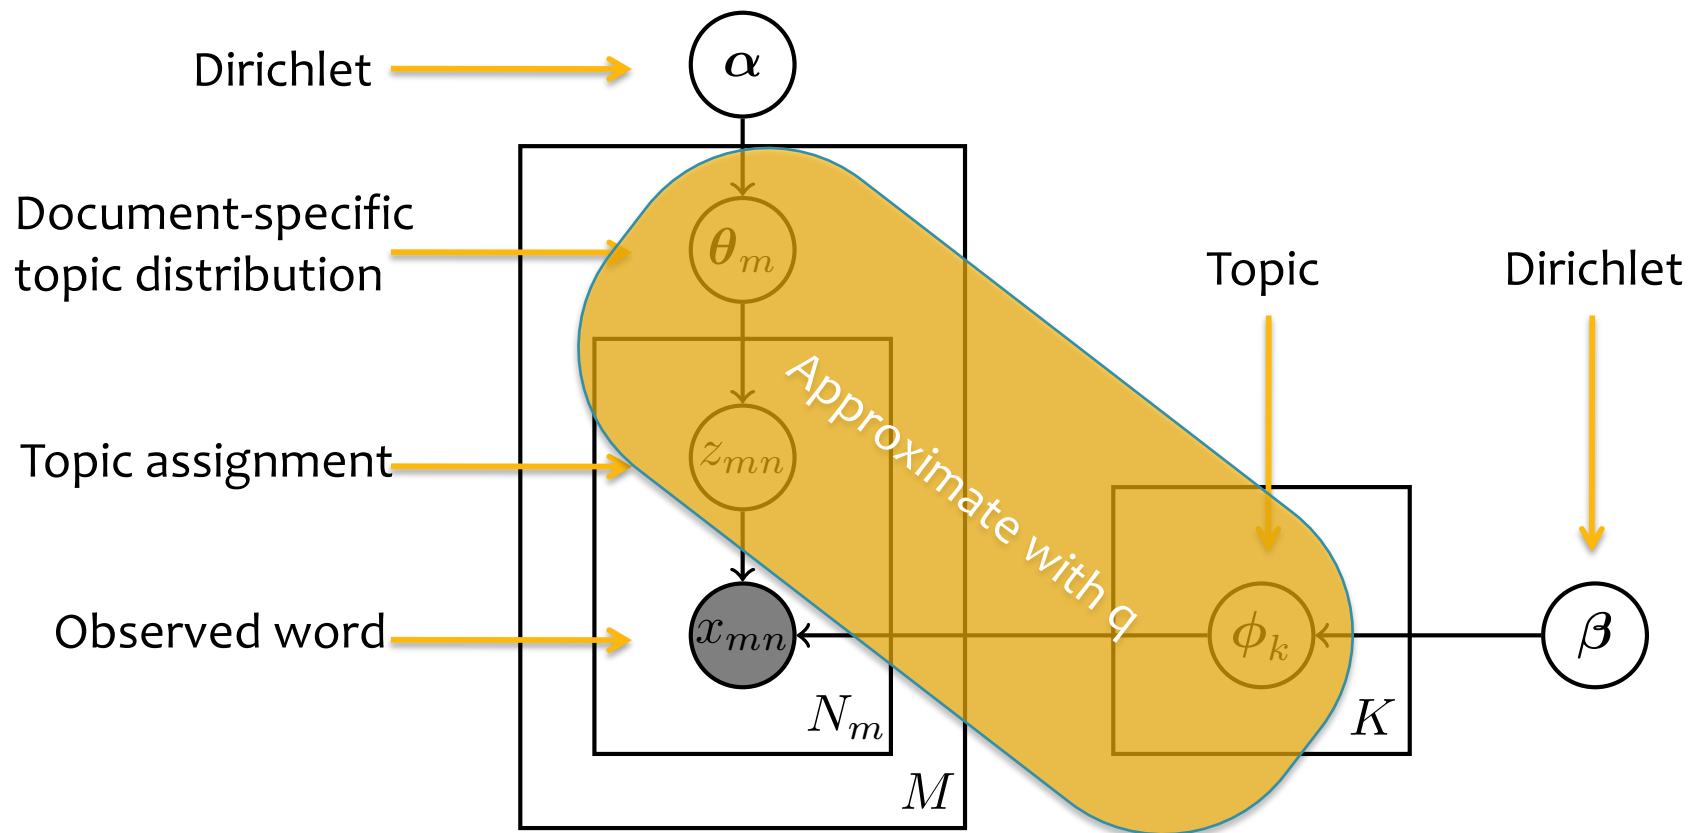 Dirichlet
α
Document-specific
topic distribution
θm
Topic
Dirichlet
Topic assignment
zmn
Approximate with q
Observed word
xmn
ϕk
β
Nm
K
M